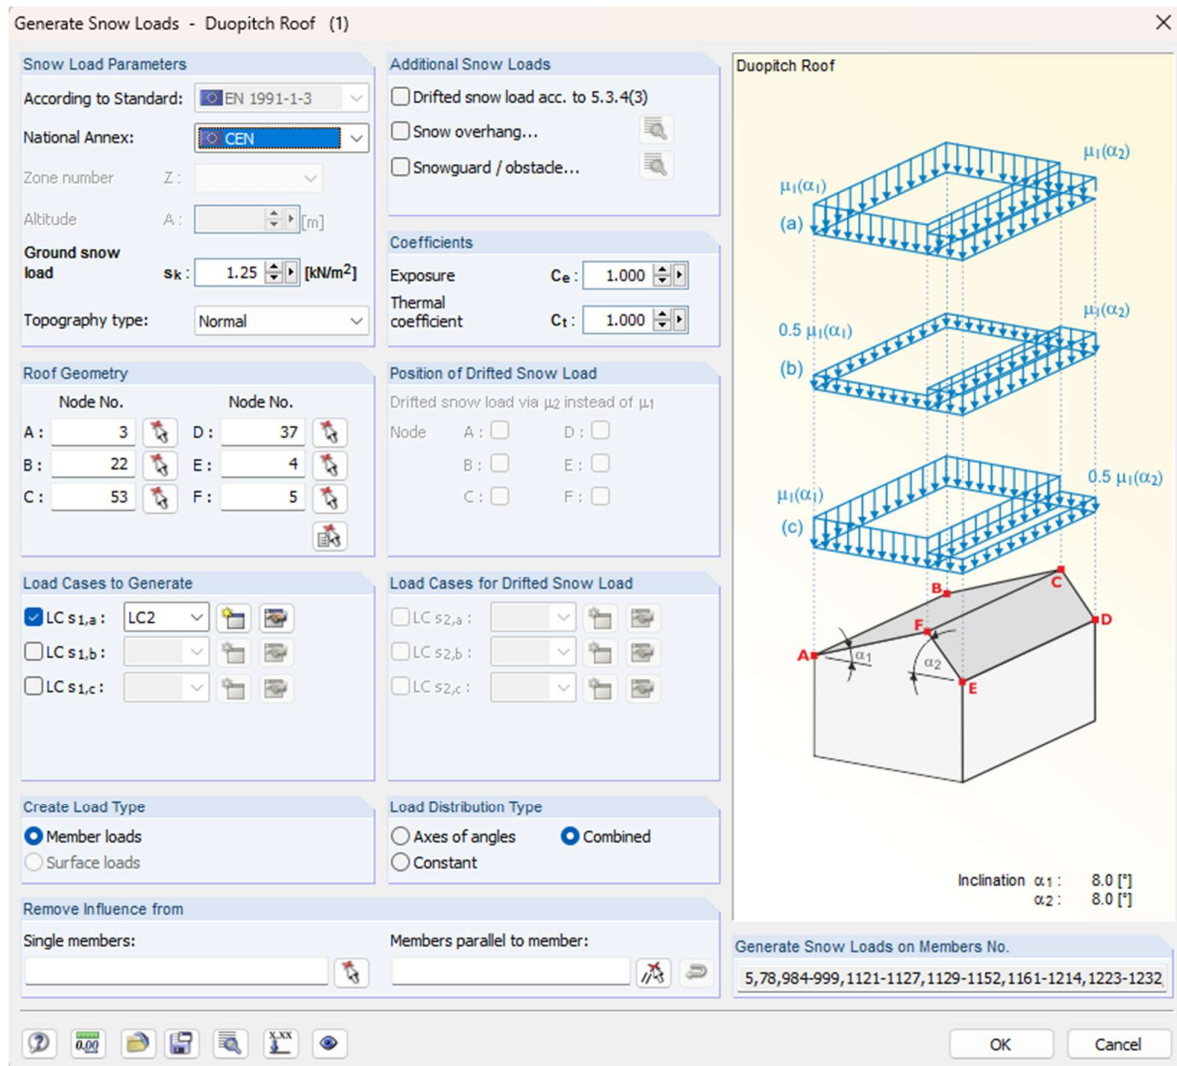 Generate Snow Loads - Duopitch Roof (1)
Snow Load Parameters
According to Standard: EN 1991-1-3
National Annex: CEN
Zone number Z :
Altitude A : [m]
Ground snow
load sk : 1.25 [kN/m2]
Topography type: Normal
Additional Snow Loads
Drifted snow load acc. to 5.3.4(3)
Snow overhang...
Snowguard / obstacle...
Coefficients
Exposure Ce : 1.000
Thermal
coefficient Ct : 1.000
Roof Geometry
Node No. Node No.
A : 3 D : 37
B : 22 E : 4
C : 53 F : 5
Position of Drifted Snow Load
Drifted snow load via μ2 instead of μ1
Node A : D :
B : E :
C : F :
Load Cases to Generate
LC s1,a : LC2
LC s1,b :
LC s1,c :
Load Cases for Drifted Snow Load
LC s2,a :
LC s2,b :
LC s2,c :
Create Load Type
Member loads
Surface loads
Load Distribution Type
Axes of angles Combined
Constant
Remove Influence from
Single members: Members parallel to member:
Duopitch Roof
μ1(α2)
μ1(α1)
(a)
μ1(α2)
0.5 μ1(α1)
(b)
0.5 μ1(α2)
μ1(α1)
(c)
B
C
F
D
A
α1
α2
E
Inclination α1 : 8.0 [°]
α2 : 8.0 [°]
Generate Snow Loads on Members No.
5,78,984-999,1121-1127,1129-1152,1161-1214,1223-1232,
0.00
X.XX
OK Cancel